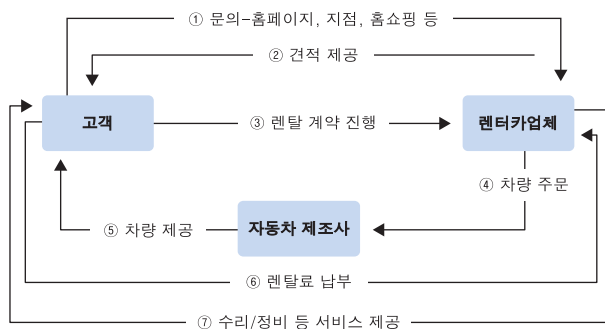 ① 문의-홈페이지, 지점, 홈쇼핑 등
② 견적 제공
고객
③ 렌탈 계약 진행
렌터카업체
④ 차량 주문
⑤ 차량 제공
자동차 제조사
⑥ 렌탈료 납부
⑦ 수리/정비 등 서비스 제공